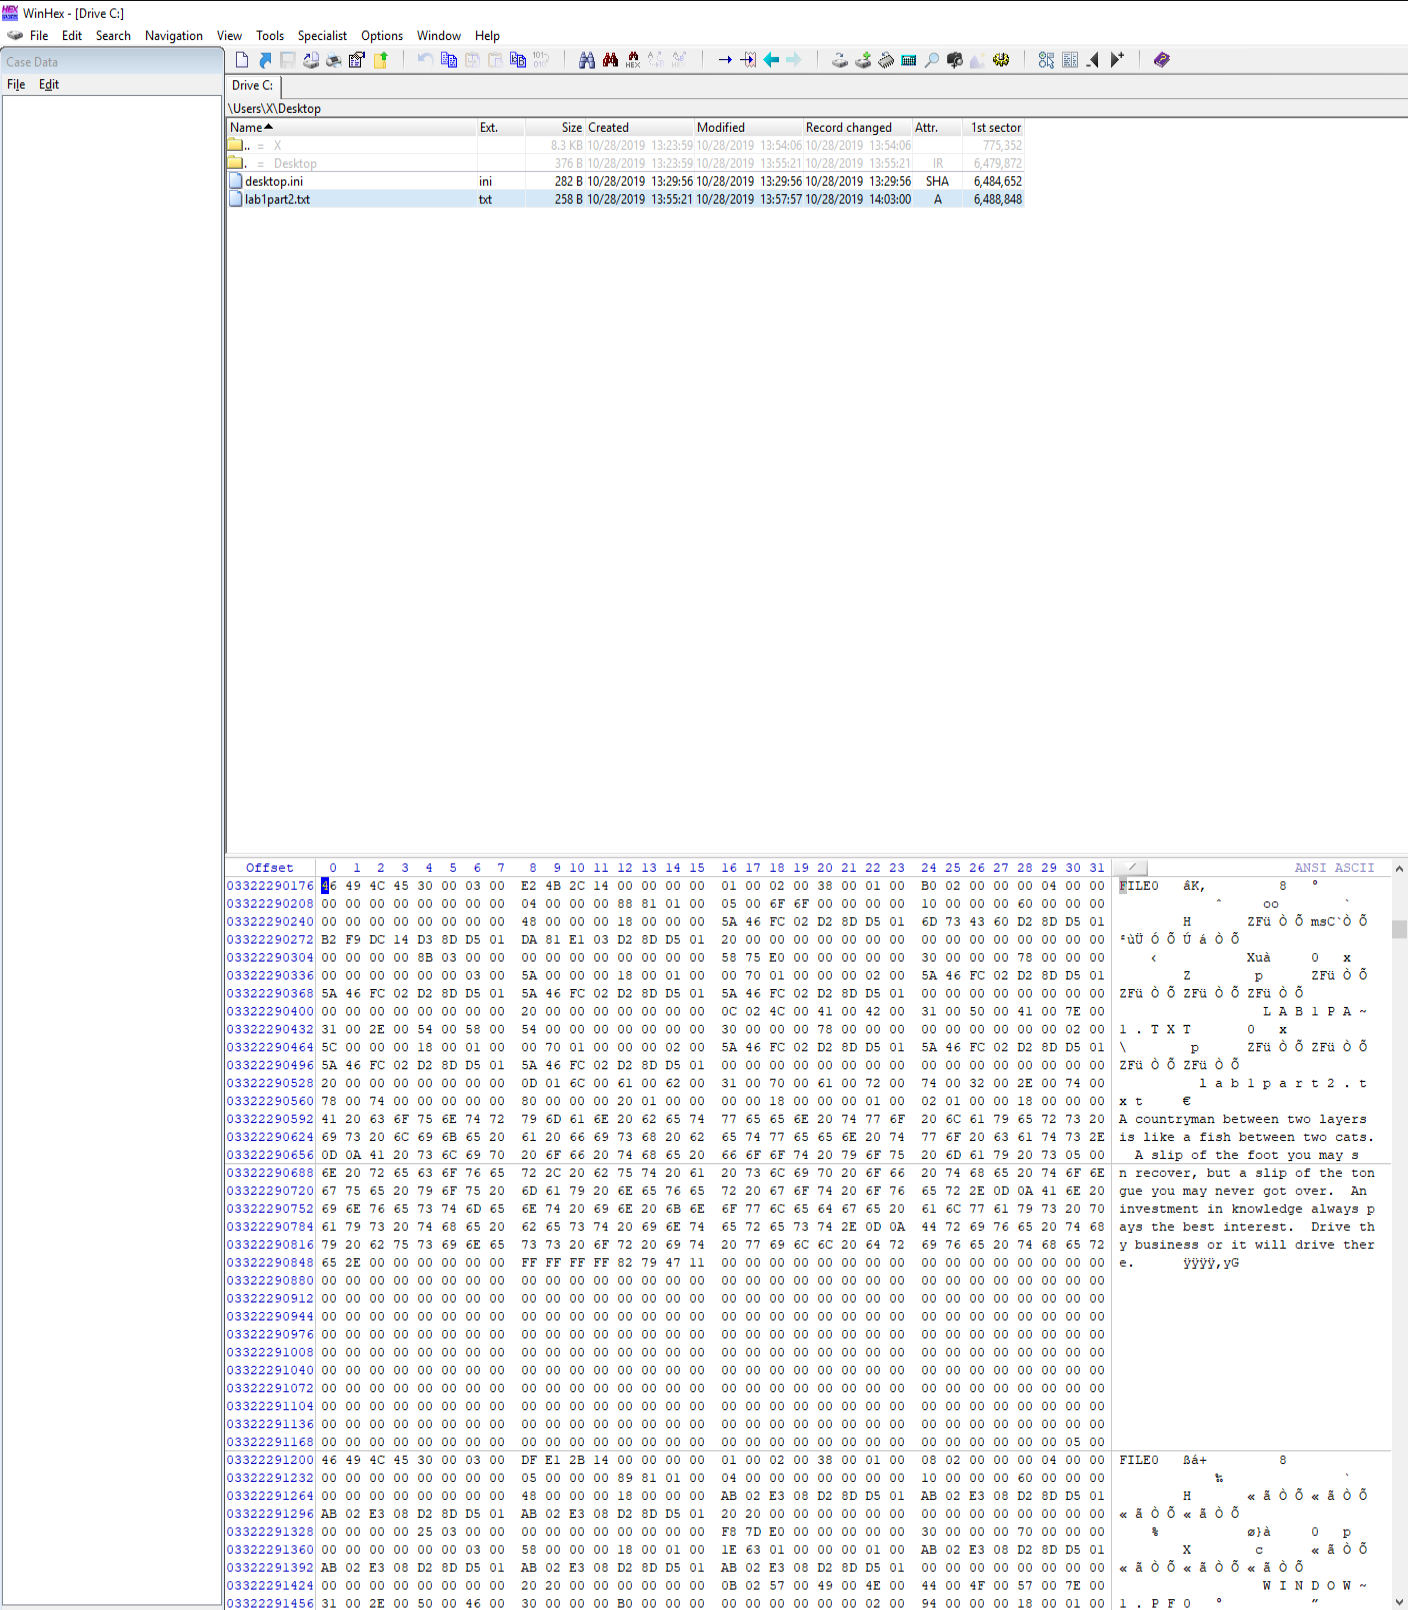 WinHex - [Drive C:]
File Edit Search Navigation View Tools Specialist Options Window Help
Case Data
File Edit
Drive C:
\Users\X\Desktop
Name Ext. Size Created Modified Record changed Attr. 1st sector
.. = X 8.3 KB 10/28/2019 13:23:59 10/28/2019 13:54:06 10/28/2019 13:54:06 775,352
. = Desktop 376 B 10/28/2019 13:23:59 10/28/2019 13:55:21 10/28/2019 13:55:21 IR 6,479,872
desktop.ini ini 282 B 10/28/2019 13:29:56 10/28/2019 13:29:56 10/28/2019 13:29:56 SHA 6,484,652
lab1part2.txt txt 258 B 10/28/2019 13:55:21 10/28/2019 13:57:57 10/28/2019 14:03:00 A 6,488,848
Offset 0 1 2 3 4 5 6 7 8 9 10 11 12 13 14 15 16 17 18 19 20 21 22 23 24 25 26 27 28 29 30 31 ANSI ASCII
03322290176 46 49 4C 45 30 00 03 00 E2 4B 2C 14 00 00 00 00 01 00 02 00 38 00 01 00 B0 02 00 00 00 04 00 00 FILE0 âK, 8 °
03322290208 00 00 00 00 00 00 00 00 04 00 00 00 88 81 01 00 05 00 6F 6F 00 00 00 00 10 00 00 00 60 00 00 00 ˆ oo `
03322290240 00 00 00 00 00 00 00 00 48 00 00 00 18 00 00 00 5A 46 FC 02 D2 8D D5 01 6D 73 43 60 D2 8D D5 01 H ZFü Ò Õ msC`Ò Õ
03322290272 B2 F9 DC 14 D3 8D D5 01 DA 81 E1 03 D2 8D D5 01 20 00 00 00 00 00 00 00 00 00 00 00 00 00 00 00 ²ùÜ Ó Õ Ú á Ò Õ
03322290304 00 00 00 00 8B 03 00 00 00 00 00 00 00 00 00 00 58 75 E0 00 00 00 00 00 30 00 00 00 78 00 00 00 ‹ Xuà 0 x
03322290336 00 00 00 00 00 00 03 00 5A 00 00 00 18 00 01 00 00 70 01 00 00 00 02 00 5A 46 FC 02 D2 8D D5 01 Z p ZFü Ò Õ
03322290368 5A 46 FC 02 D2 8D D5 01 5A 46 FC 02 D2 8D D5 01 5A 46 FC 02 D2 8D D5 01 00 00 00 00 00 00 00 00 ZFü Ò Õ ZFü Ò Õ ZFü Ò Õ
03322290400 00 00 00 00 00 00 00 00 20 00 00 00 00 00 00 00 0C 02 4C 00 41 00 42 00 31 00 50 00 41 00 7E 00 L A B 1 P A ~
03322290432 31 00 2E 00 54 00 58 00 54 00 00 00 00 00 00 00 30 00 00 00 78 00 00 00 00 00 00 00 00 00 02 00 1 . T X T 0 x
03322290464 5C 00 00 00 18 00 01 00 00 70 01 00 00 00 02 00 5A 46 FC 02 D2 8D D5 01 5A 46 FC 02 D2 8D D5 01 \ p ZFü Ò Õ ZFü Ò Õ
03322290496 5A 46 FC 02 D2 8D D5 01 5A 46 FC 02 D2 8D D5 01 00 00 00 00 00 00 00 00 00 00 00 00 00 00 00 00 ZFü Ò Õ ZFü Ò Õ
03322290528 20 00 00 00 00 00 00 00 0D 01 6C 00 61 00 62 00 31 00 70 00 61 00 72 00 74 00 32 00 2E 00 74 00 l a b 1 p a r t 2 . t
03322290560 78 00 74 00 00 00 00 00 80 00 00 00 20 01 00 00 00 00 18 00 00 00 01 00 02 01 00 00 18 00 00 00 x t €
03322290592 41 20 63 6F 75 6E 74 72 79 6D 61 6E 20 62 65 74 77 65 65 6E 20 74 77 6F 20 6C 61 79 65 72 73 20 A countryman between two layers
03322290624 69 73 20 6C 69 6B 65 20 61 20 66 69 73 68 20 62 65 74 77 65 65 6E 20 74 77 6F 20 63 61 74 73 2E is like a fish between two cats.
03322290656 0D 0A 41 20 73 6C 69 70 20 6F 66 20 74 68 65 20 66 6F 6F 74 20 79 6F 75 20 6D 61 79 20 73 05 00 A slip of the foot you may s
03322290688 6E 20 72 65 63 6F 76 65 72 2C 20 62 75 74 20 61 20 73 6C 69 70 20 6F 66 20 74 68 65 20 74 6F 6E n recover, but a slip of the ton
03322290720 67 75 65 20 79 6F 75 20 6D 61 79 20 6E 65 76 65 72 20 67 6F 74 20 6F 76 65 72 2E 0D 0A 41 6E 20 gue you may never got over. An
03322290752 69 6E 76 65 73 74 6D 65 6E 74 20 69 6E 20 6B 6E 6F 77 6C 65 64 67 65 20 61 6C 77 61 79 73 20 70 investment in knowledge always p
03322290784 61 79 73 20 74 68 65 20 62 65 73 74 20 69 6E 74 65 72 65 73 74 2E 0D 0A 44 72 69 76 65 20 74 68 ays the best interest. Drive th
03322290816 79 20 62 75 73 69 6E 65 73 73 20 6F 72 20 69 74 20 77 69 6C 6C 20 64 72 69 76 65 20 74 68 65 72 y business or it will drive ther
03322290848 65 2E 00 00 00 00 00 00 FF FF FF FF 82 79 47 11 00 00 00 00 00 00 00 00 00 00 00 00 00 00 00 00 e. ÿÿÿÿ‚yG
03322290880 00 00 00 00 00 00 00 00 00 00 00 00 00 00 00 00 00 00 00 00 00 00 00 00 00 00 00 00 00 00 00 00
03322290912 00 00 00 00 00 00 00 00 00 00 00 00 00 00 00 00 00 00 00 00 00 00 00 00 00 00 00 00 00 00 00 00
03322290944 00 00 00 00 00 00 00 00 00 00 00 00 00 00 00 00 00 00 00 00 00 00 00 00 00 00 00 00 00 00 00 00
03322290976 00 00 00 00 00 00 00 00 00 00 00 00 00 00 00 00 00 00 00 00 00 00 00 00 00 00 00 00 00 00 00 00
03322291008 00 00 00 00 00 00 00 00 00 00 00 00 00 00 00 00 00 00 00 00 00 00 00 00 00 00 00 00 00 00 00 00
03322291040 00 00 00 00 00 00 00 00 00 00 00 00 00 00 00 00 00 00 00 00 00 00 00 00 00 00 00 00 00 00 00 00
03322291072 00 00 00 00 00 00 00 00 00 00 00 00 00 00 00 00 00 00 00 00 00 00 00 00 00 00 00 00 00 00 00 00
03322291104 00 00 00 00 00 00 00 00 00 00 00 00 00 00 00 00 00 00 00 00 00 00 00 00 00 00 00 00 00 00 00 00
03322291136 00 00 00 00 00 00 00 00 00 00 00 00 00 00 00 00 00 00 00 00 00 00 00 00 00 00 00 00 00 00 00 00
03322291168 00 00 00 00 00 00 00 00 00 00 00 00 00 00 00 00 00 00 00 00 00 00 00 00 00 00 00 00 00 00 05 00
03322291200 46 49 4C 45 30 00 03 00 DF E1 2B 14 00 00 00 00 01 00 02 00 38 00 01 00 08 02 00 00 00 04 00 00 FILE0 ßá+ 8
03322291232 00 00 00 00 00 00 00 00 05 00 00 00 89 81 01 00 04 00 00 00 00 00 00 00 10 00 00 00 60 00 00 00 ‰ `
03322291264 00 00 00 00 00 00 00 00 48 00 00 00 18 00 00 00 AB 02 E3 08 D2 8D D5 01 AB 02 E3 08 D2 8D D5 01 H « ã Ò Õ « ã Ò Õ
03322291296 AB 02 E3 08 D2 8D D5 01 AB 02 E3 08 D2 8D D5 01 20 20 00 00 00 00 00 00 00 00 00 00 00 00 00 00 « ã Ò Õ « ã Ò Õ
03322291328 00 00 00 00 25 03 00 00 00 00 00 00 00 00 00 00 F8 7D E0 00 00 00 00 00 30 00 00 00 70 00 00 00 % ø}à 0 p
03322291360 00 00 00 00 00 00 03 00 58 00 00 00 18 00 01 00 1E 63 01 00 00 00 01 00 AB 02 E3 08 D2 8D D5 01 X c « ã Ò Õ
03322291392 AB 02 E3 08 D2 8D D5 01 AB 02 E3 08 D2 8D D5 01 AB 02 E3 08 D2 8D D5 01 00 00 00 00 00 00 00 00 « ã Ò Õ « ã Ò Õ « ã Ò Õ
03322291424 00 00 00 00 00 00 00 00 20 20 00 00 00 00 00 00 0B 02 57 00 49 00 4E 00 44 00 4F 00 57 00 7E 00 W I N D O W ~
03322291456 31 00 2E 00 50 00 46 00 30 00 00 00 B0 00 00 00 00 00 00 00 00 00 02 00 94 00 00 00 18 00 01 00 1 . P F 0 ° ”